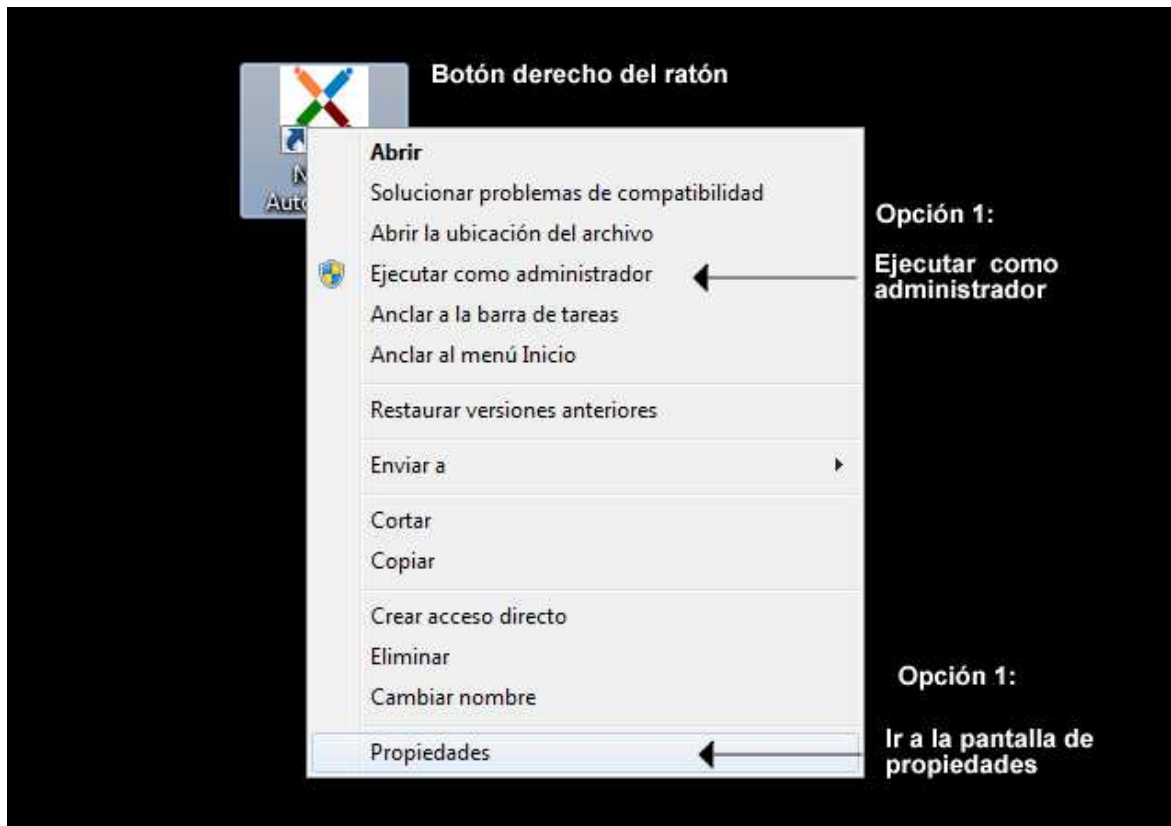 Botón derecho del ratón
Abrir
Solucionar problemas de compatibilidad
Abrir la ubicación del archivo
Ejecutar como administrador
Anclar a la barra de tareas
Anclar al menú Inicio
Restaurar versiones anteriores
Enviar a
Cortar
Copiar
Crear acceso directo
Eliminar
Cambiar nombre
Propiedades
Opción 1:
Ejecutar como
administrador
Opción 1:
Ir a la pantalla de
propiedades